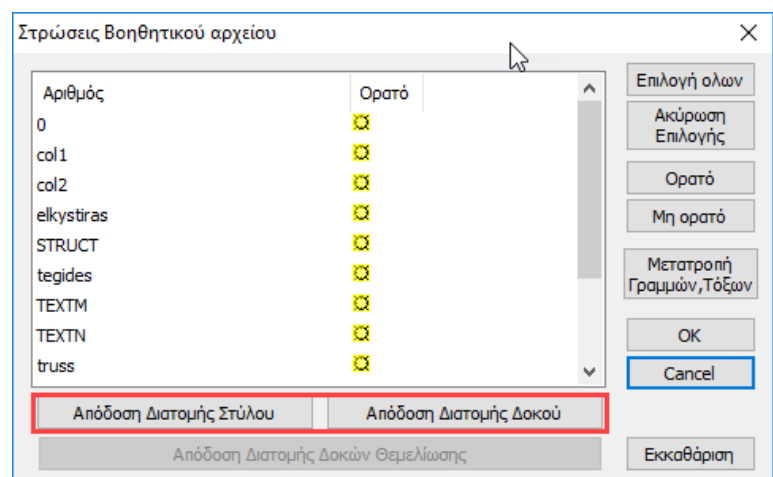 Στρώσεις Βοηθητικού αρχείου
Αριθμός Ορατό
0
col1
col2
elkystiras
STRUCT
tegides
TEXTM
TEXTN
truss
Επιλογή ολων
Ακύρωση
Επιλογής
Ορατό
Μη ορατό
Μετατροπή
Γραμμών,Τόξων
OK
Cancel
Απόδοση Διατομής Στύλου Απόδοση Διατομής Δοκού
Απόδοση Διατομής Δοκών Θεμελίωσης Εκκαθάριση